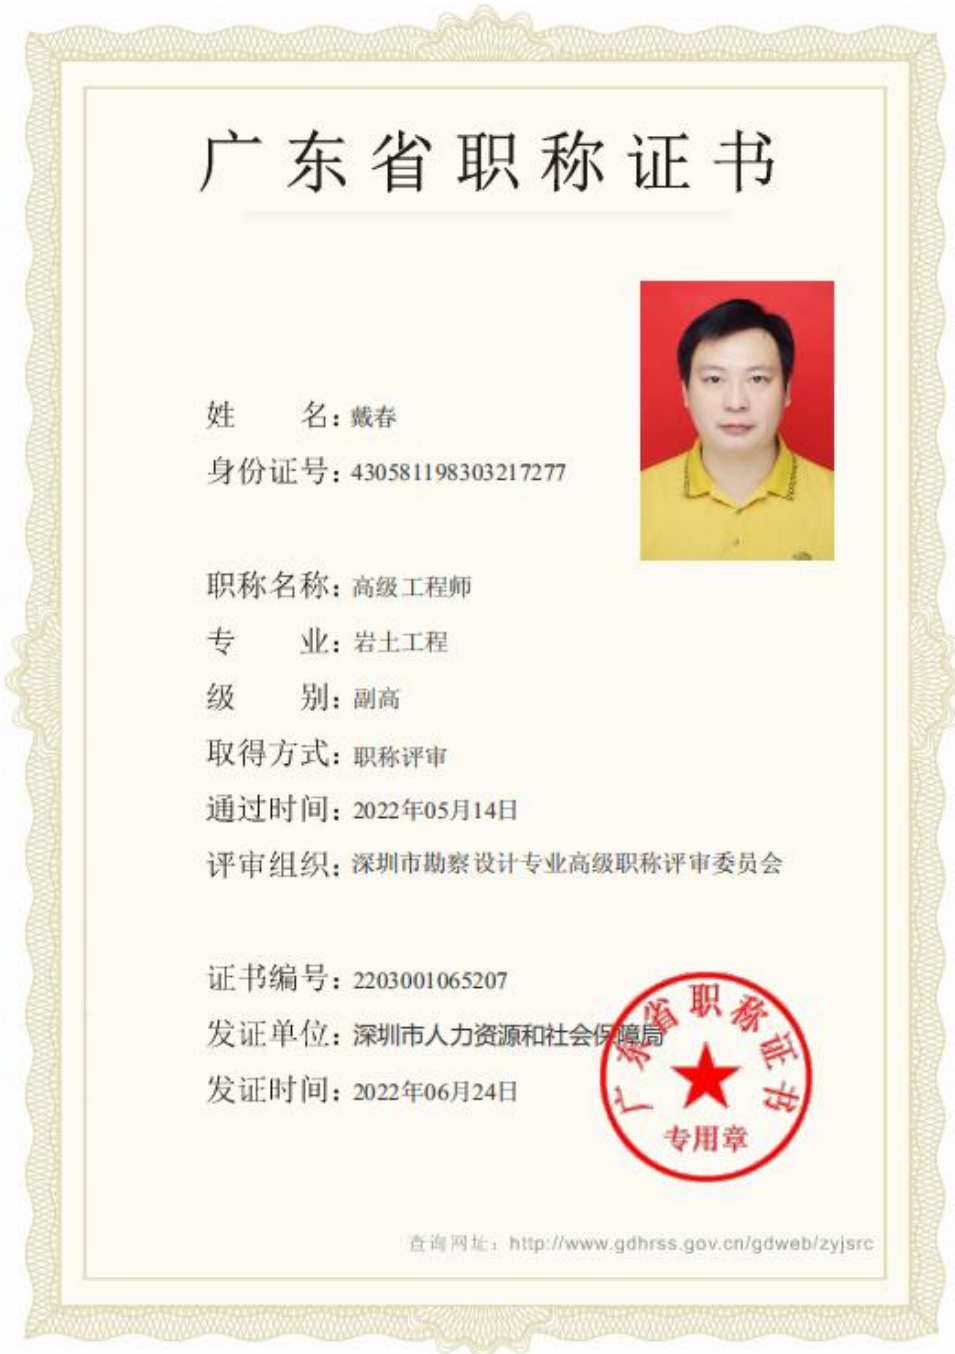 广东省职称证书
姓名：戴春
身份证号：430581198303217277
职称名称：高级工程师
专业：岩土工程
级别：副高
取得方式：职称评审
通过时间：2022年05月14日
评审组织：深圳市勘察设计专业高级职称评审委员会
证书编号：2203001065207
发证单位：深圳市人力资源和社会保障局
发证时间：2022年06月24日
广东省职称证书
专用章
查询网址：http://www.gdhrss.gov.cn/gdweb/zyjsrc